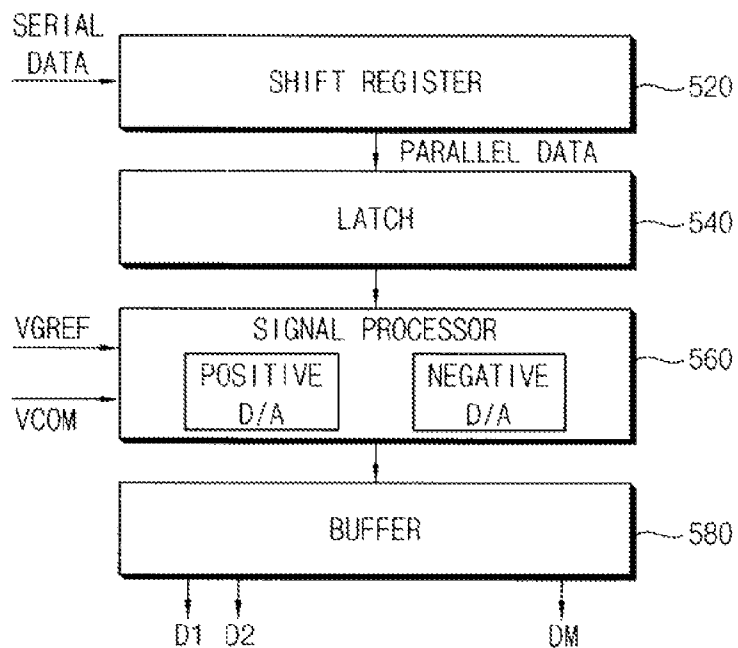 SERIAL
DATA
SHIFT REGISTER
520
PARALLEL DATA
LATCH
540
VGREF
SIGNAL PROCESSOR
560
POSITIVE
D/A
NEGATIVE
D/A
VCOM
BUFFER
580
D1 D2 DM